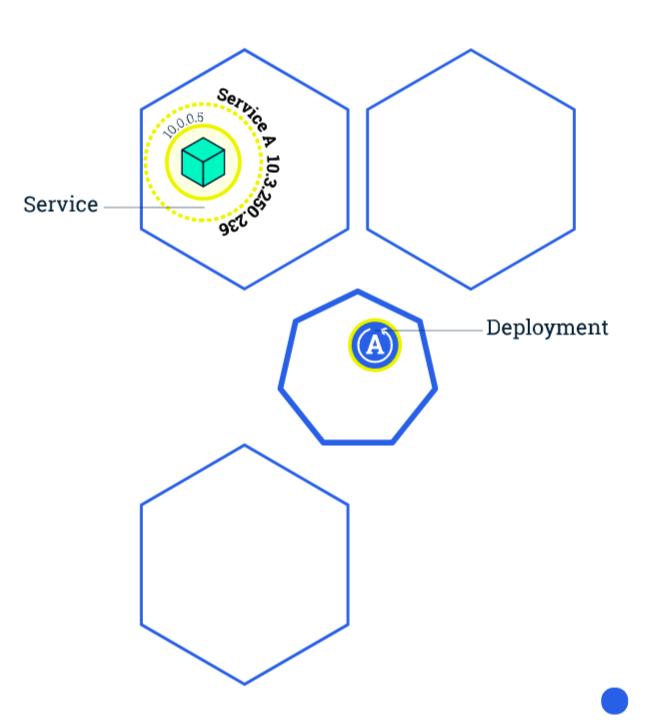 Service A 10.3.250.236
10.0.0.5
Service
A
Deployment